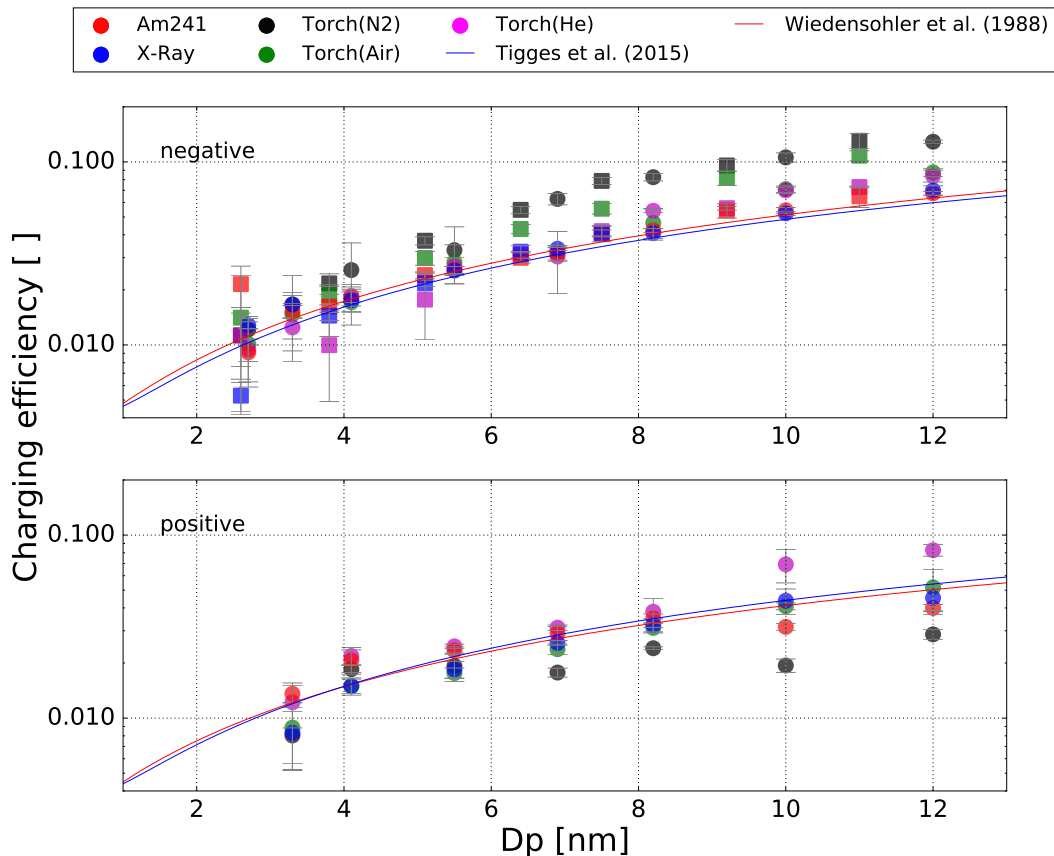 Am241 Torch(N2) Torch(He) Wiedensohler et al. (1988)
X-Ray Torch(Air) Tigges et al. (2015)
Charging efficiency [ ]
negative
0.100
0.010
2 4 6 8 10 12
positive
0.100
0.010
2 4 6 8 10 12
Dp [nm]